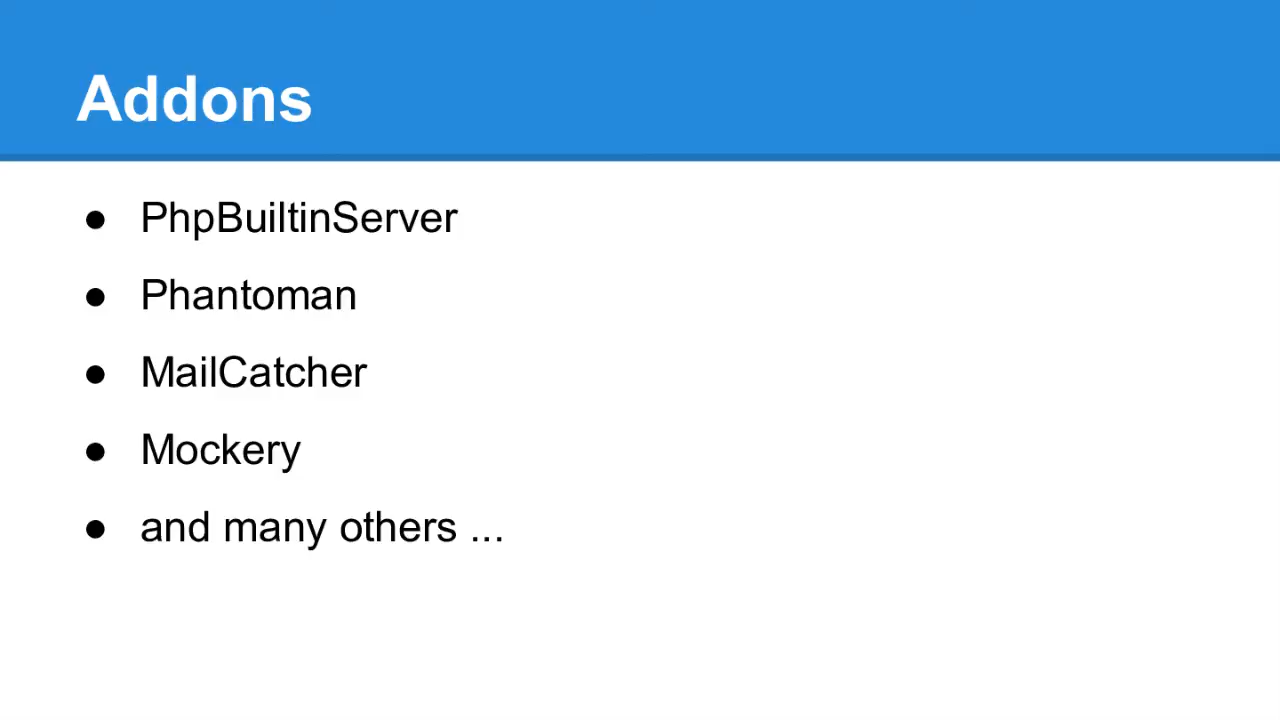 Addons
● PhpBuiltinServer
● Phantoman
● MailCatcher
● Mockery
● and many others ...